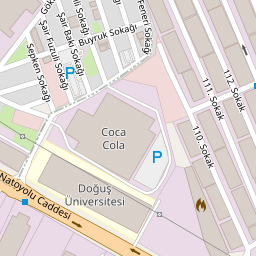 Şair Fuzuli Sokağı
Şair Baki Sokağı
Sepken Sokağı
Buyruk Sokağı
Fener Sokağı
P
111. Sokak
112. Sokak
110. Sokak
Coca
Cola
P
Doğuş
Üniversitesi
Natoyolu Caddesi